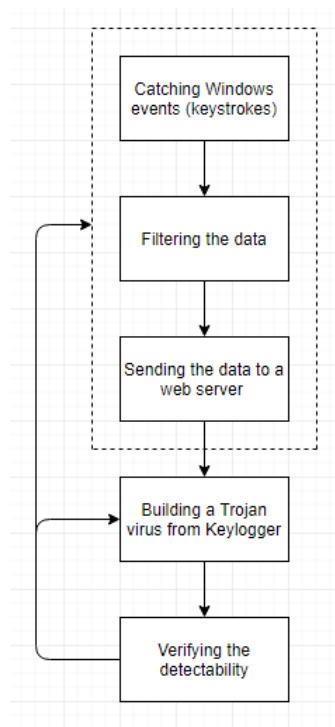 Catching Windows
events (keystrokes)
Filtering the data
Sending the data to a
web server
Building a Trojan
virus from Keylogger
Verifying the
detectability